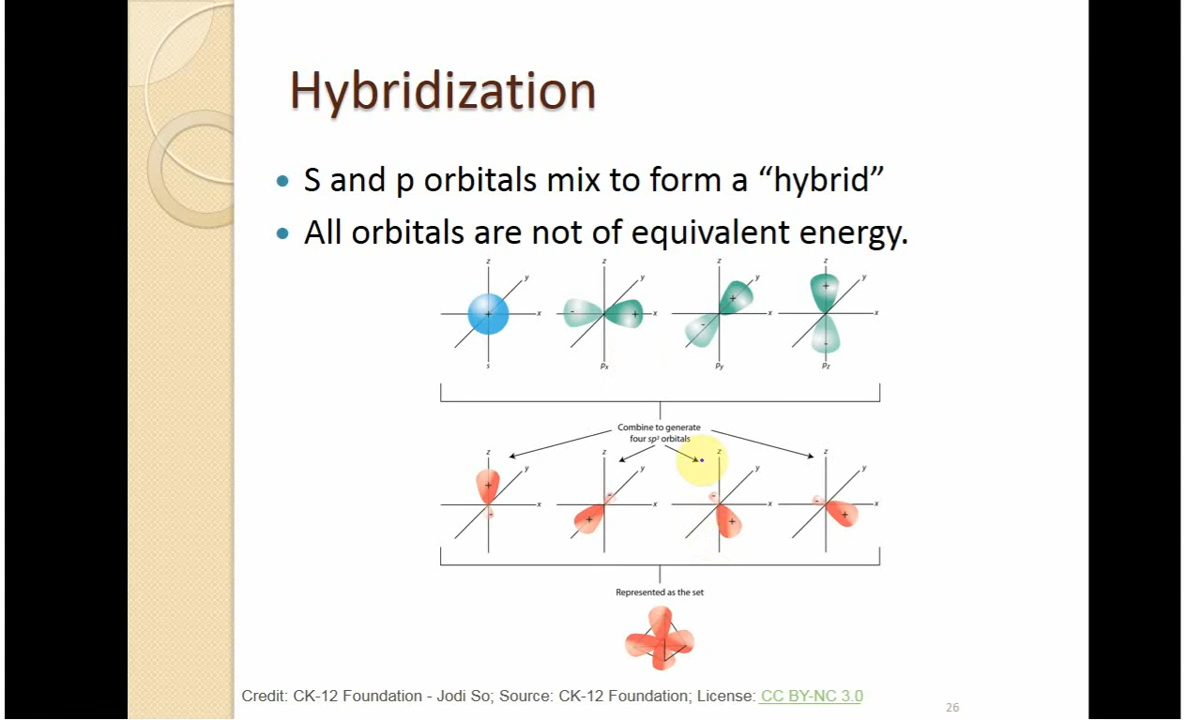 Hybridization
• S and p orbitals mix to form a “hybrid”
• All orbitals are not of equivalent energy.
z y x s
z y x Px
z y x Py
z y x Pz
+
- +
+ -
+ -
Combine to generate
four sp³ orbitals
z y x
z y x
z y x
z y x
+ -
- +
- +
- +
Represented as the set
Credit: CK-12 Foundation - Jodi So; Source: CK-12 Foundation; License: CC BY-NC 3.0
26